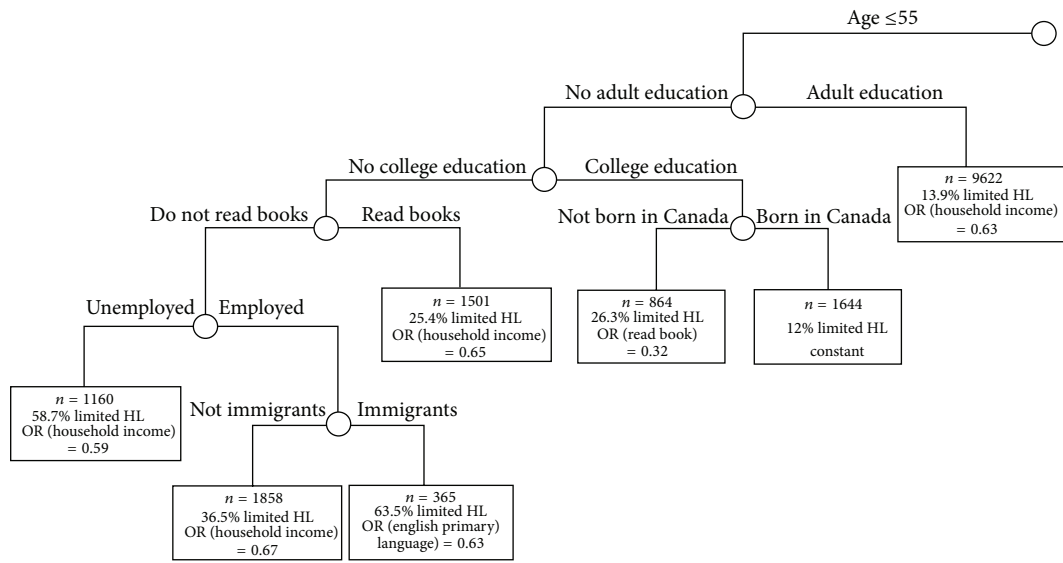 Age ≤55
No adult education
Adult education
No college education
College education
n = 9622
13.9% limited HL
OR (household income)
= 0.63
Do not read books
Read books
Not born in Canada
Born in Canada
Unemployed
Employed
n = 1501
25.4% limited HL
OR (household income)
= 0.65
n = 864
26.3% limited HL
OR (read book)
= 0.32
n = 1644
12% limited HL
constant
n = 1160
58.7% limited HL
OR (household income)
= 0.59
Not immigrants
Immigrants
n = 1858
36.5% limited HL
OR (household income)
= 0.67
n = 365
63.5% limited HL
OR (english primary)
language) = 0.63